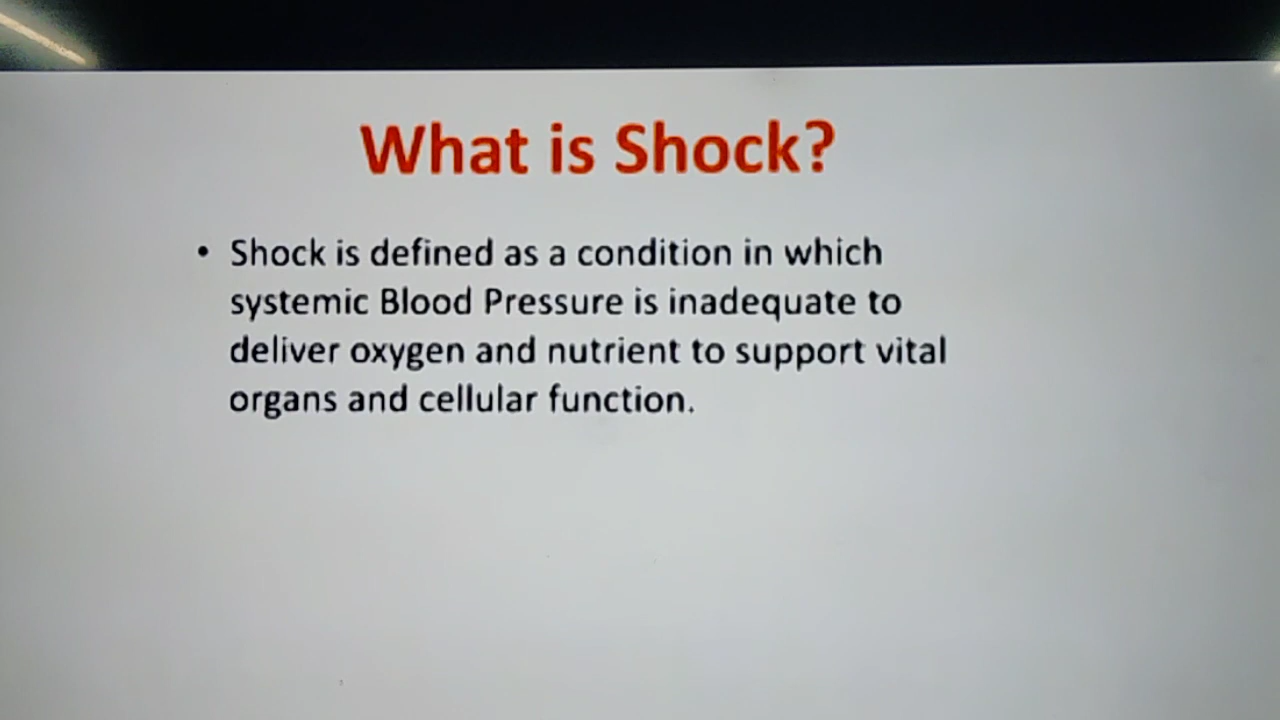 What is Shock?
• Shock is defined as a condition in which
systemic Blood Pressure is inadequate to
deliver oxygen and nutrient to support vital
organs and cellular function.